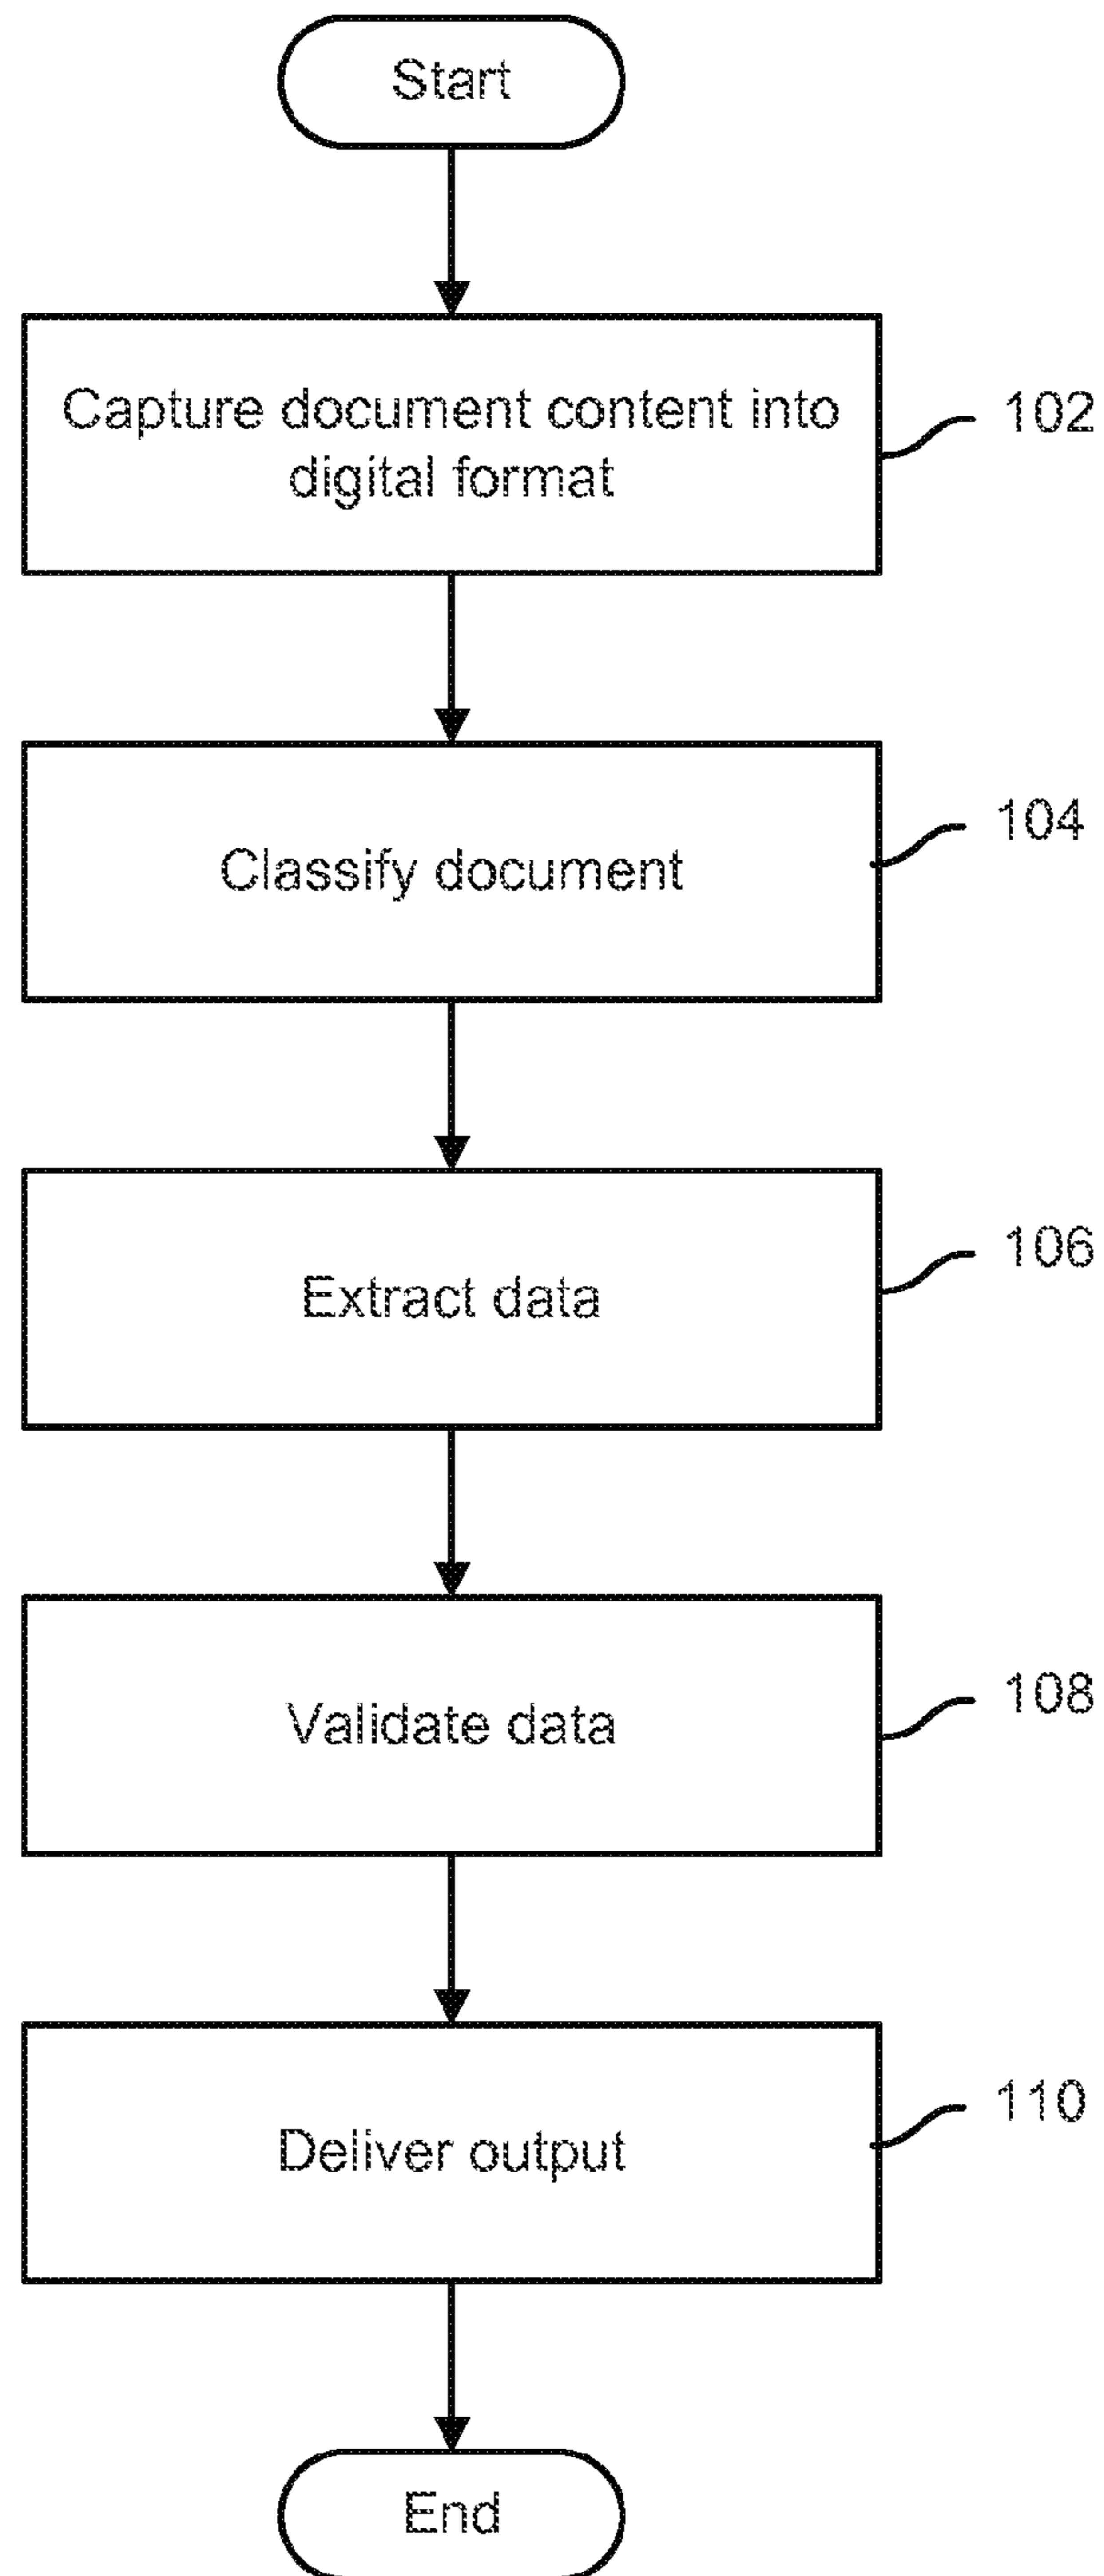 Start
Capture document content into
digital format
102
Classify document
104
Extract data
106
Validate data
108
Deliver output
110
End